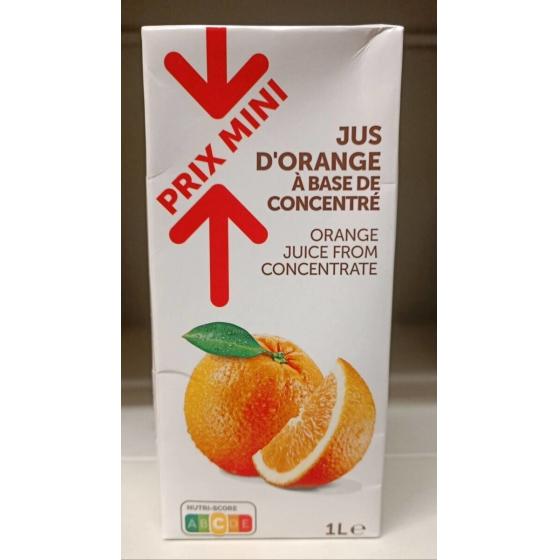 PRIX MINI
JUS
D'ORANGE
À BASE DE
CONCENTRÉ
ORANGE
JUICE FROM
CONCENTRATE
NUTRI-SCORE
A B C D E
1L e